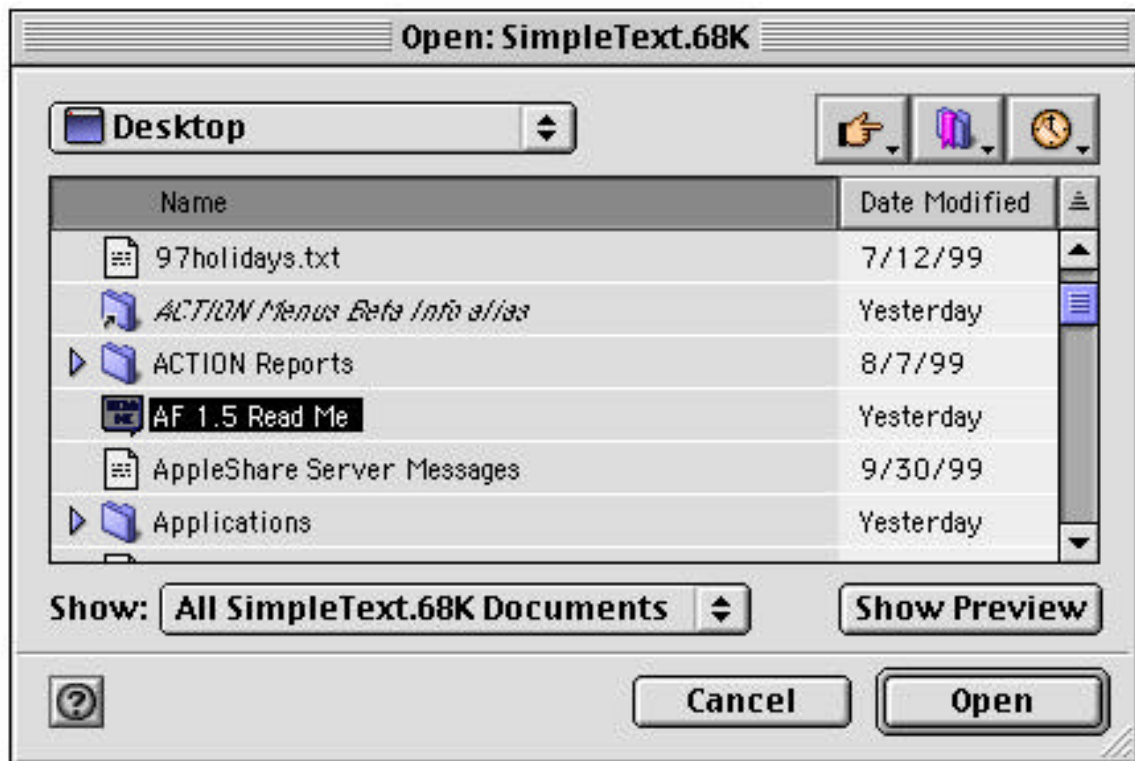 Open: SimpleText.68K
Desktop
Name Date Modified
97holidays.txt 7/12/99
ACTION Menus Beta Info alias Yesterday
ACTION Reports 8/7/99
AF 1.5 Read Me Yesterday
AppleShare Server Messages 9/30/99
Applications Yesterday
Show: All SimpleText.68K Documents Show Preview
? Cancel Open